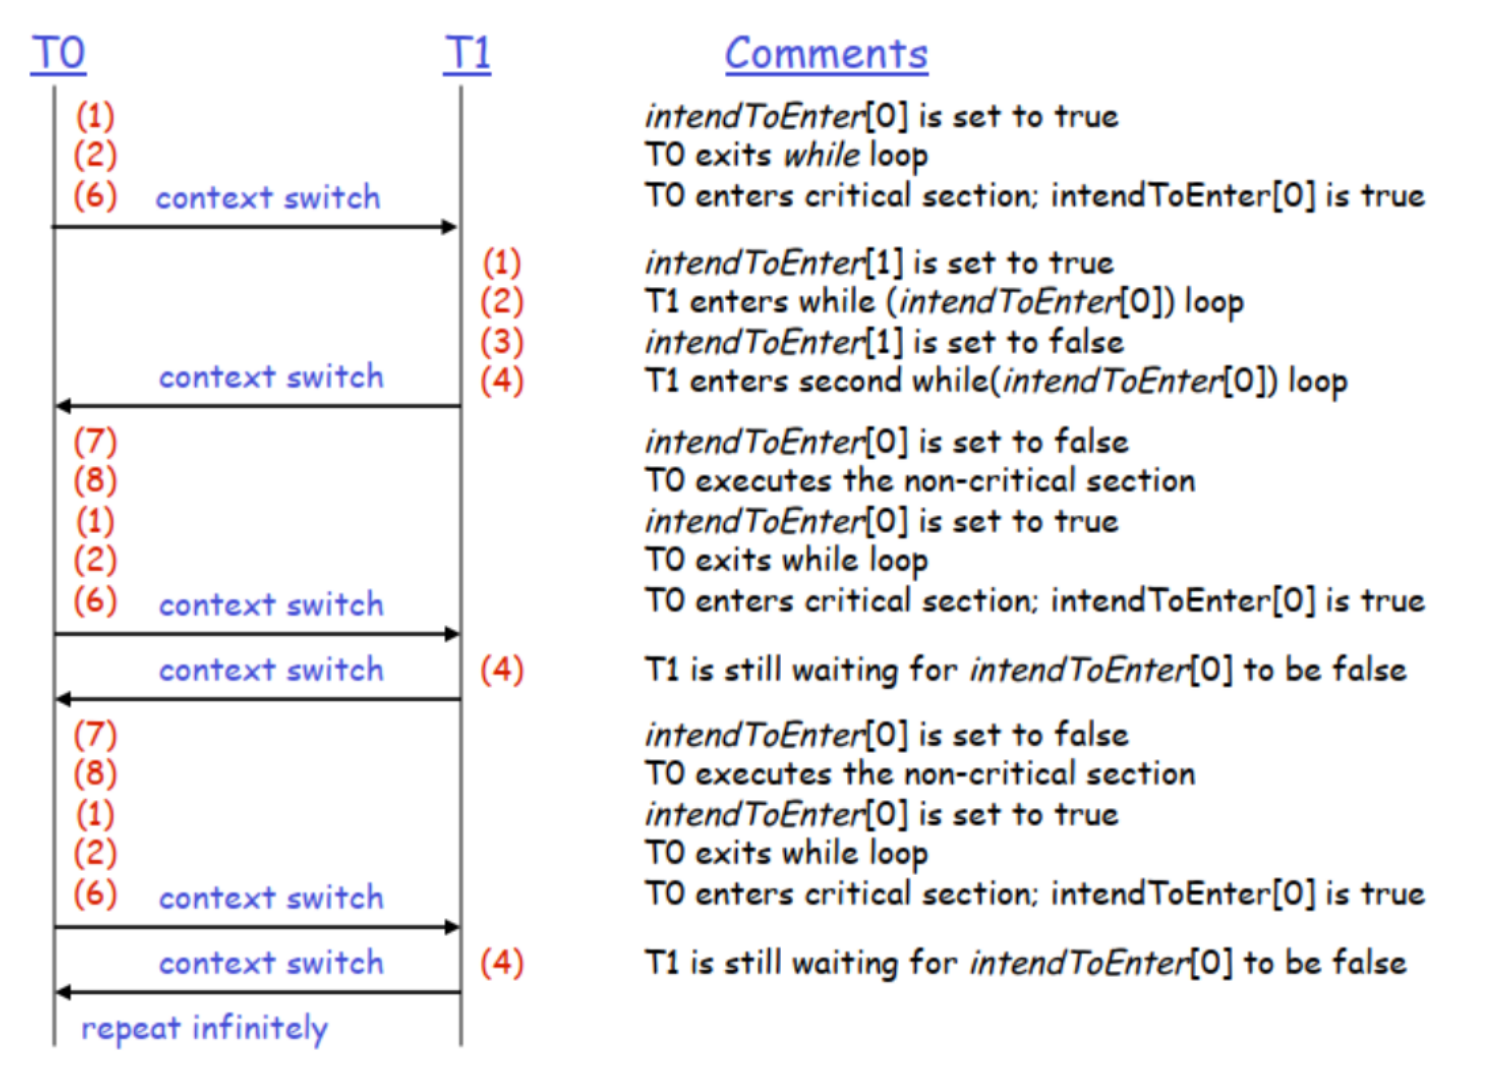 T0 T1 Comments
(1) intendToEnter[0] is set to true
(2) T0 exits while loop
(6) context switch T0 enters critical section; intendToEnter[0] is true
(1) intendToEnter[1] is set to true
(2) T1 enters while (intendToEnter[0]) loop
(3) intendToEnter[1] is set to false
context switch (4) T1 enters second while(intendToEnter[0]) loop
(7) intendToEnter[0] is set to false
(8) T0 executes the non-critical section
(1) intendToEnter[0] is set to true
(2) T0 exits while loop
(6) context switch T0 enters critical section; intendToEnter[0] is true
context switch (4) T1 is still waiting for intendToEnter[0] to be false
(7) intendToEnter[0] is set to false
(8) T0 executes the non-critical section
(1) intendToEnter[0] is set to true
(2) T0 exits while loop
(6) context switch T0 enters critical section; intendToEnter[0] is true
context switch (4) T1 is still waiting for intendToEnter[0] to be false
repeat infinitely